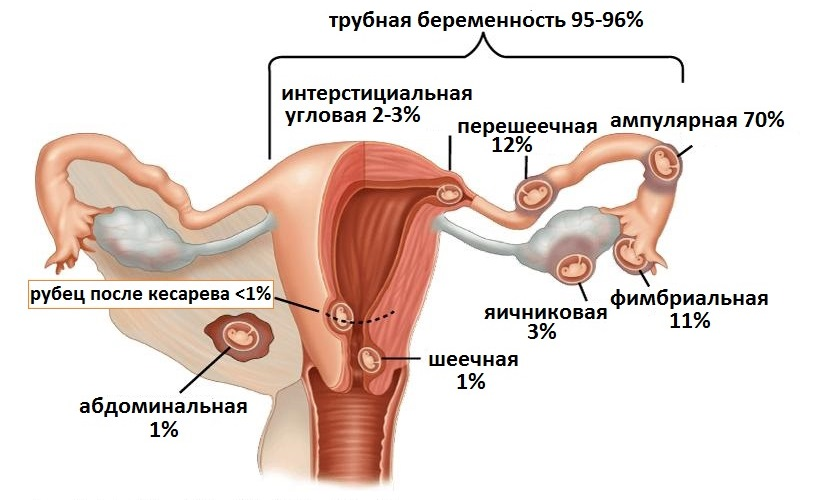 трубная беременность 95-96%
интерстициальная
угловая 2-3%
перешеечная
12%
ампулярная 70%
рубец после кесарева <1%
яичниковая
3%
фимбриальная
11%
шеечная
1%
абдоминальная
1%